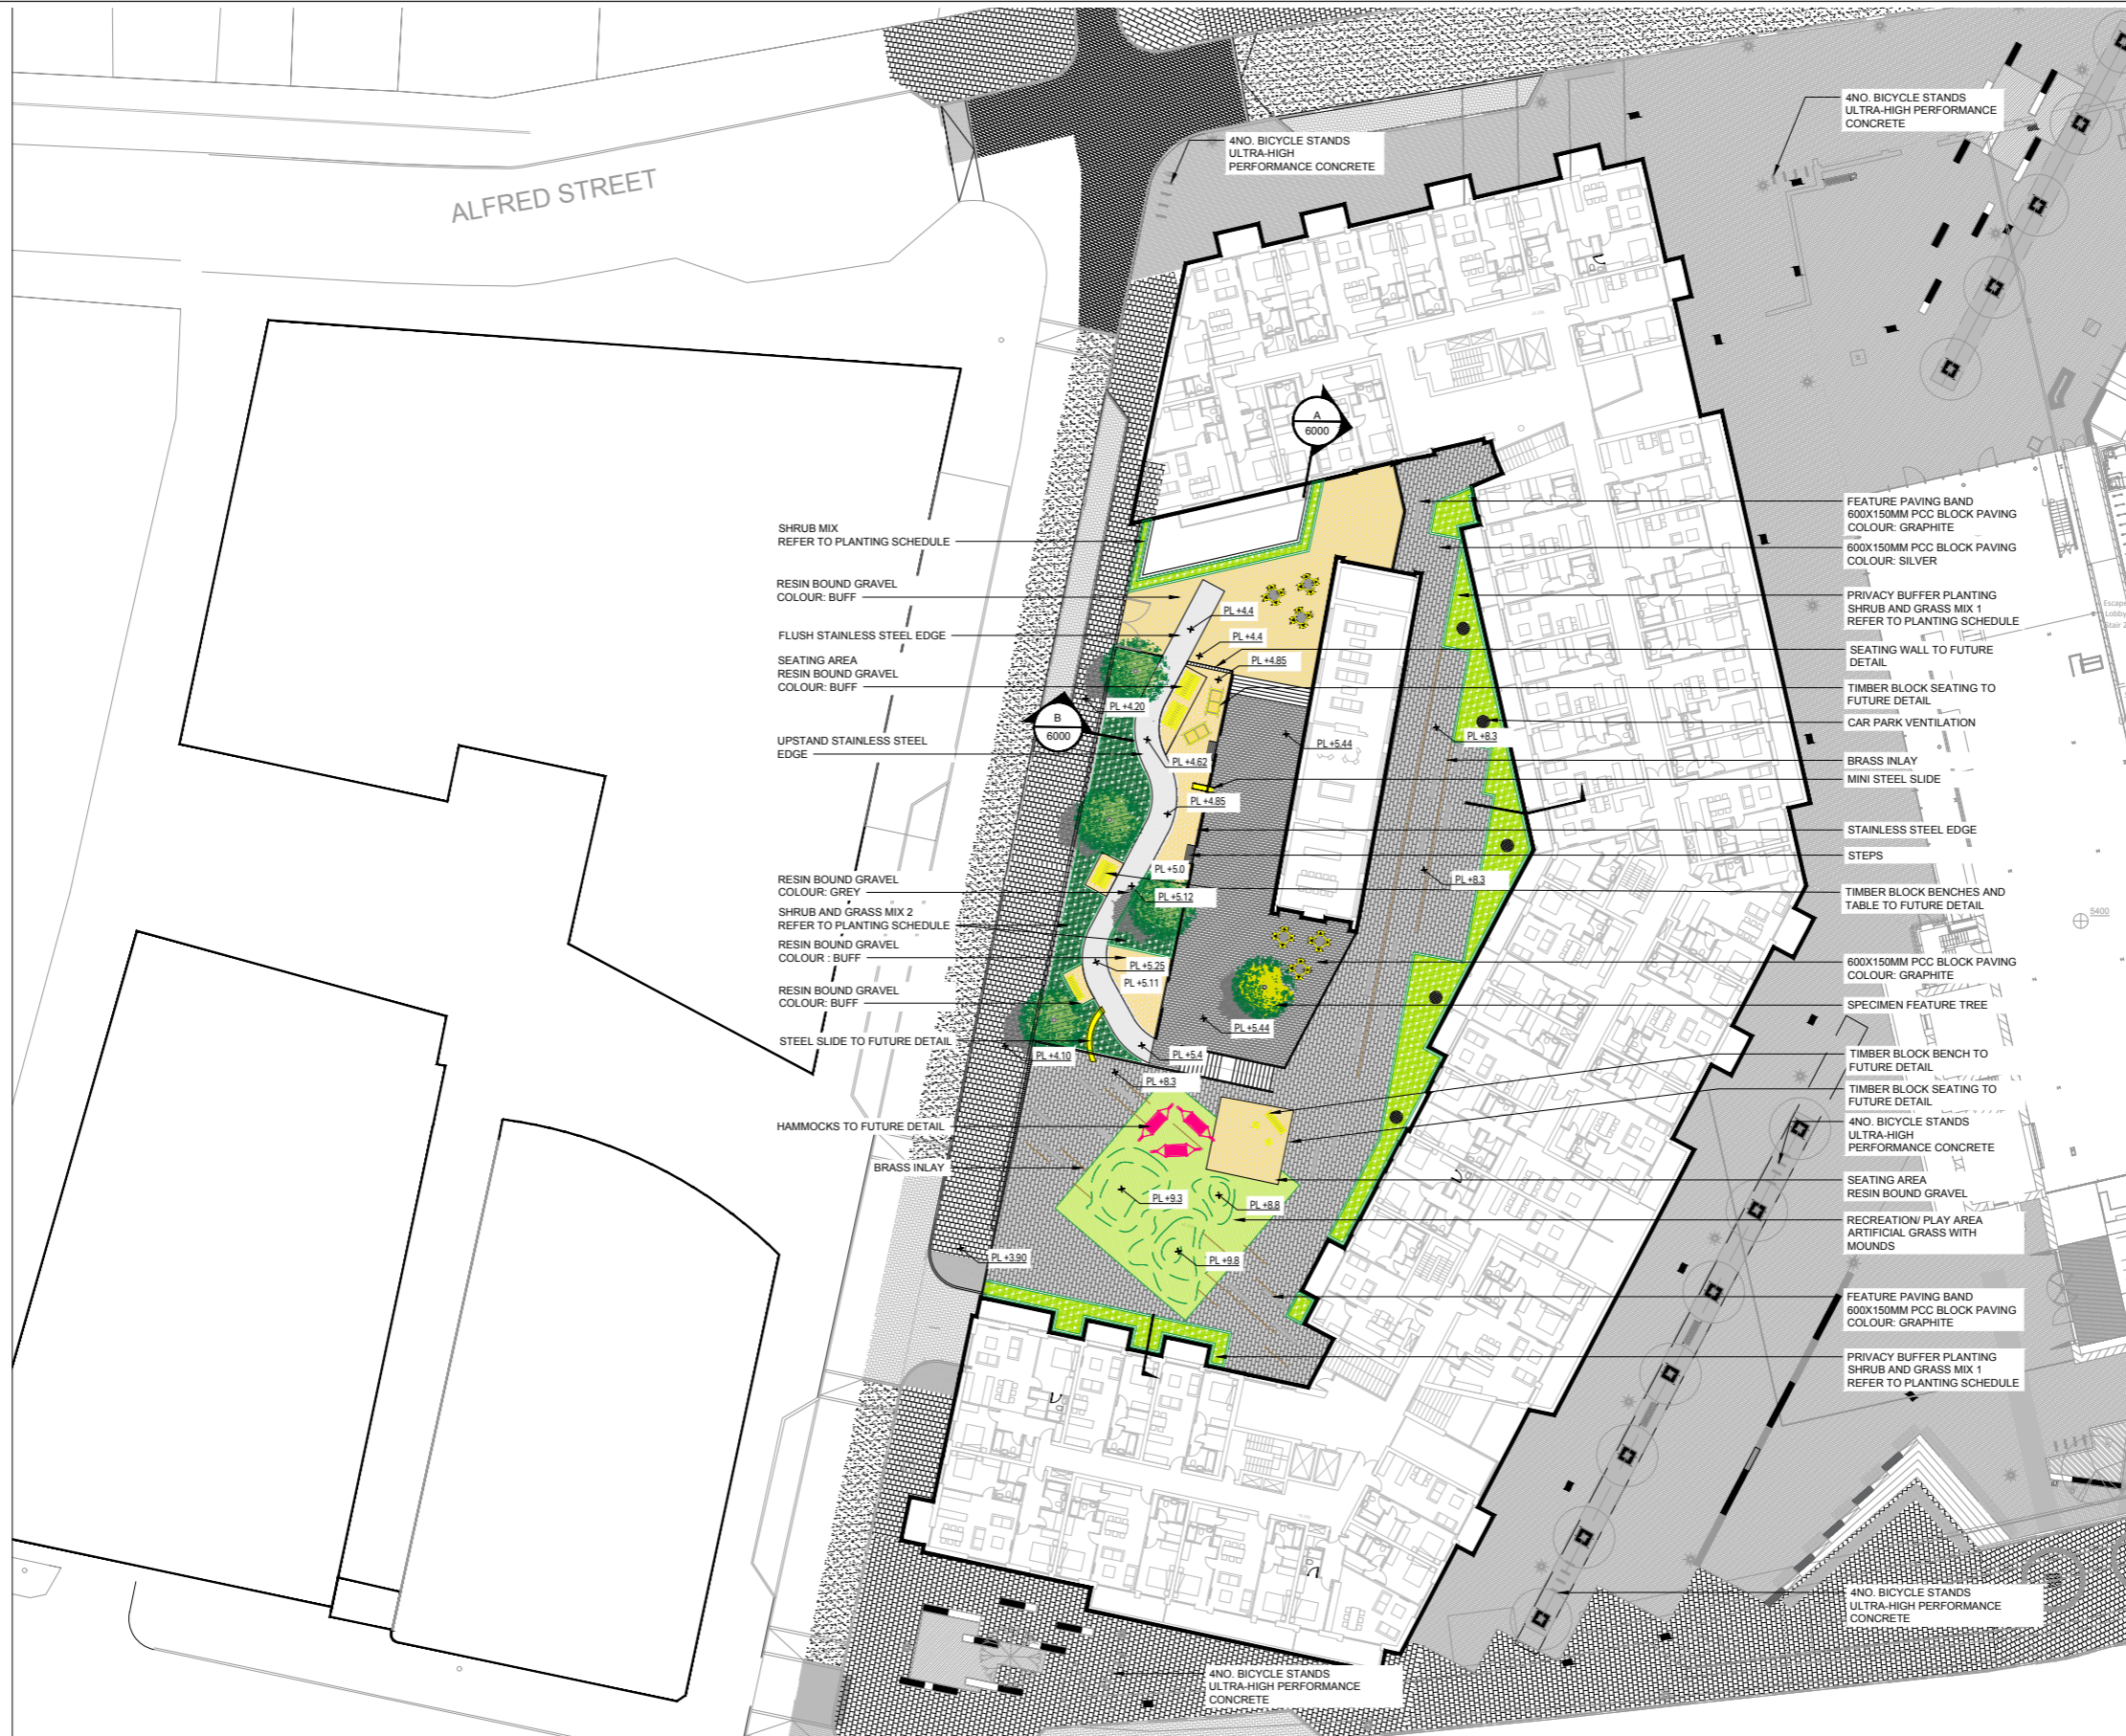 ALFRED STREET
4NO. BICYCLE STANDS
ULTRA-HIGH
PERFORMANCE CONCRETE
4NO. BICYCLE STANDS
ULTRA-HIGH PERFORMANCE
CONCRETE
A
6000
B
6000
SHRUB MIX
REFER TO PLANTING SCHEDULE
RESIN BOUND GRAVEL
COLOUR: BUFF
FLUSH STAINLESS STEEL EDGE
SEATING AREA
RESIN BOUND GRAVEL
COLOUR: BUFF
UPSTAND STAINLESS STEEL
EDGE
RESIN BOUND GRAVEL
COLOUR: GREY
SHRUB AND GRASS MIX 2
REFER TO PLANTING SCHEDULE
RESIN BOUND GRAVEL
COLOUR : BUFF
RESIN BOUND GRAVEL
COLOUR: BUFF
STEEL SLIDE TO FUTURE DETAIL
HAMMOCKS TO FUTURE DETAIL
BRASS INLAY
PL +4.4
PL +4.4
PL +4.85
PL +4.20
PL +5.44
PL +8.3
PL +4.62
PL +4.85
PL +5.0
PL +8.3
PL +5.12
PL +5.25
PL +5.11
PL +5.44
PL +4.10
PL +5.4
PL +8.3
PL +9.3
PL +8.8
PL +3.90
PL +9.8
FEATURE PAVING BAND
600X150MM PCC BLOCK PAVING
COLOUR: GRAPHITE
600X150MM PCC BLOCK PAVING
COLOUR: SILVER
PRIVACY BUFFER PLANTING
SHRUB AND GRASS MIX 1
REFER TO PLANTING SCHEDULE
SEATING WALL TO FUTURE
DETAIL
TIMBER BLOCK SEATING TO
FUTURE DETAIL
CAR PARK VENTILATION
BRASS INLAY
MINI STEEL SLIDE
STAINLESS STEEL EDGE
STEPS
TIMBER BLOCK BENCHES AND
TABLE TO FUTURE DETAIL
600X150MM PCC BLOCK PAVING
COLOUR: GRAPHITE
SPECIMEN FEATURE TREE
TIMBER BLOCK BENCH TO
FUTURE DETAIL
TIMBER BLOCK SEATING TO
FUTURE DETAIL
4NO. BICYCLE STANDS
ULTRA-HIGH
PERFORMANCE CONCRETE
SEATING AREA
RESIN BOUND GRAVEL
RECREATION/ PLAY AREA
ARTIFICIAL GRASS WITH
MOUNDS
FEATURE PAVING BAND
600X150MM PCC BLOCK PAVING
COLOUR: GRAPHITE
PRIVACY BUFFER PLANTING
SHRUB AND GRASS MIX 1
REFER TO PLANTING SCHEDULE
4NO. BICYCLE STANDS
ULTRA-HIGH PERFORMANCE
CONCRETE
4NO. BICYCLE STANDS
ULTRA-HIGH PERFORMANCE
CONCRETE
Escape
Lobby
Stair 2
5400